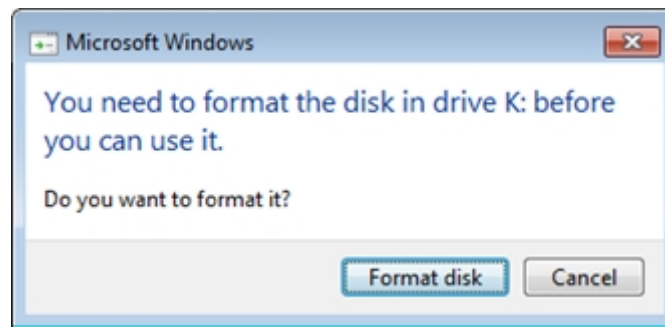 Microsoft Windows
You need to format the disk in drive K: before
you can use it.
Do you want to format it?
Format disk
Cancel